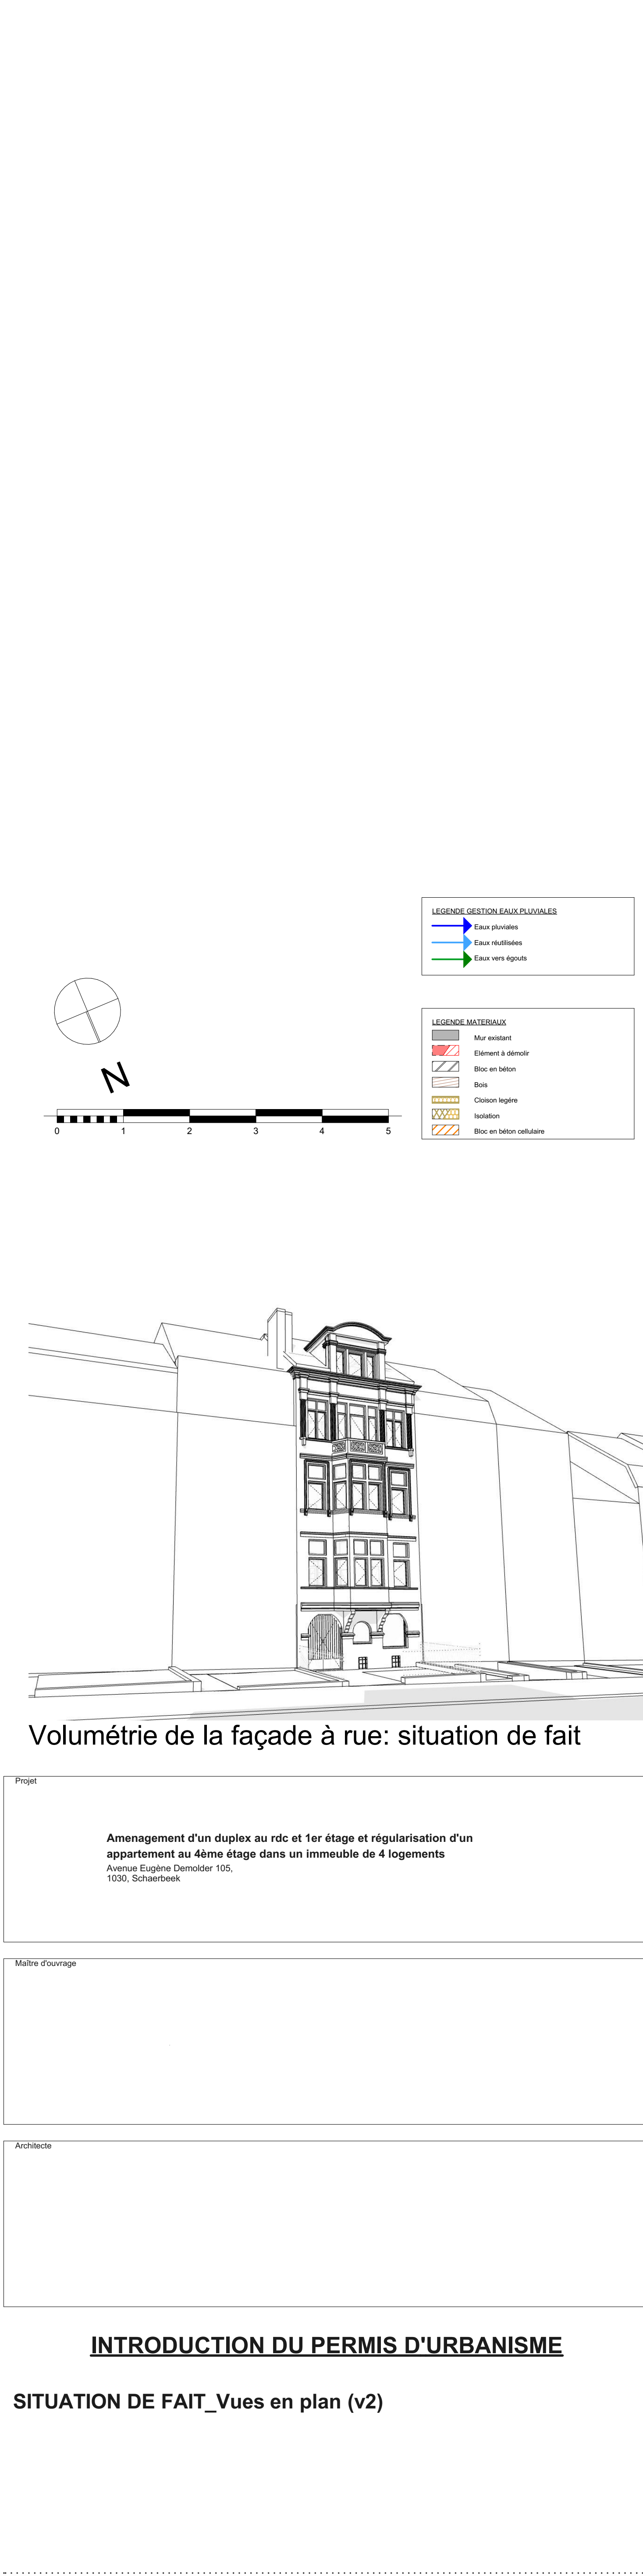 LEGENDE GESTION EAUX PLUVIALES
Eaux pluviales
Eaux réutilisées
Eaux vers égouts
N
0 1 2 3 4 5
LEGENDE MATERIAUX
Mur existant
Elément à démolir
Bloc en béton
Bois
Cloison legére
Isolation
Bloc en béton cellulaire
Volumétrie de la façade à rue: situation de fait
Projet
Amenagement d'un duplex au rdc et 1er étage et régularisation d'un
appartement au 4ème étage dans un immeuble de 4 logements
Avenue Eugène Demolder 105,
1030, Schaerbeek
Maître d'ouvrage
Architecte
INTRODUCTION DU PERMIS D'URBANISME
SITUATION DE FAIT_Vues en plan (v2)